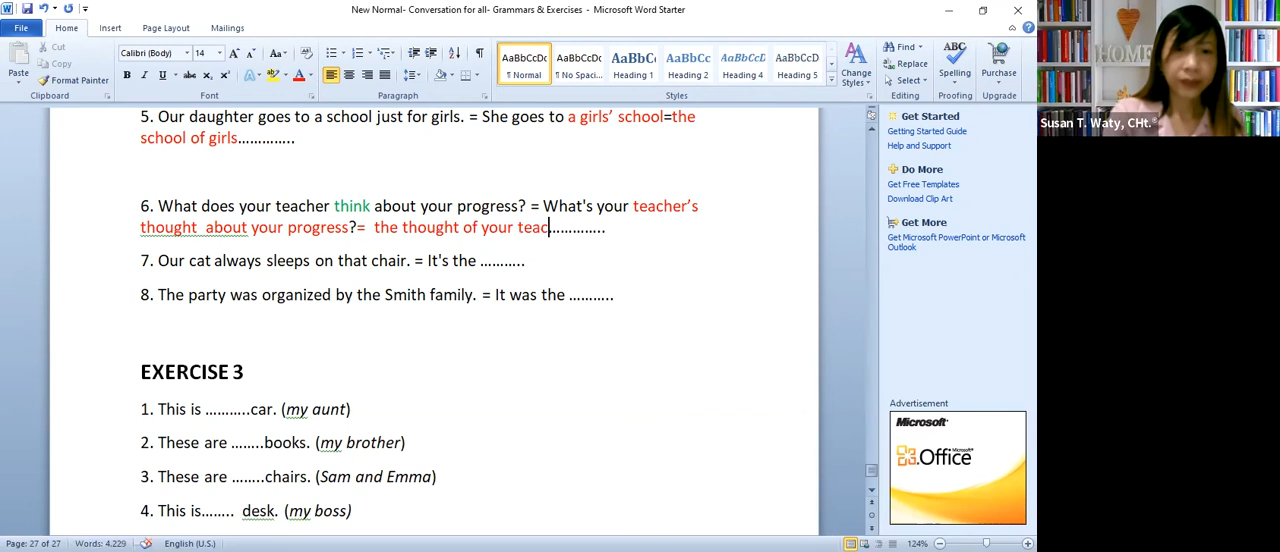 New Normal- Conversation for all- Grammars & Exercises - Microsoft Word Starter
File Home Insert Page Layout Mailings
Paste Cut Copy Format Painter Clipboard
Calibri (Body) 14 Font
Paragraph
AaBbCcDc AaBbCcDc AaBbCc AaBbCc AaBbCcD AaBbCcD
¶ Normal ¶ No Spaci... Heading 1 Heading 2 Heading 4 Heading 5
Change Styles
Styles
Find Replace Select Editing
Spelling Proofing
Purchase Upgrade
HOME
Susan T. Waty, CHt.
5. Our daughter goes to a school just for girls. = She goes to a girls’ school=the
school of girls…………..
6. What does your teacher think about your progress? = What's your teacher’s
thought  about your progress?=  the thought of your teac…………..
7. Our cat always sleeps on that chair. = It's the ………..
8. The party was organized by the Smith family. = It was the ………..
EXERCISE 3
1. This is ………..car. (my aunt)
2. These are ……..books. (my brother)
3. These are ……..chairs. (Sam and Emma)
4. This is…….. desk. (my boss)
Get Started
Getting Started Guide
Help and Support
Do More
Get Free Templates
Download Clip Art
Get More
Get Microsoft PowerPoint or Microsoft
Outlook
Advertisement
Microsoft
Office
Page: 27 of 27 Words: 4.229 English (U.S.) 124%